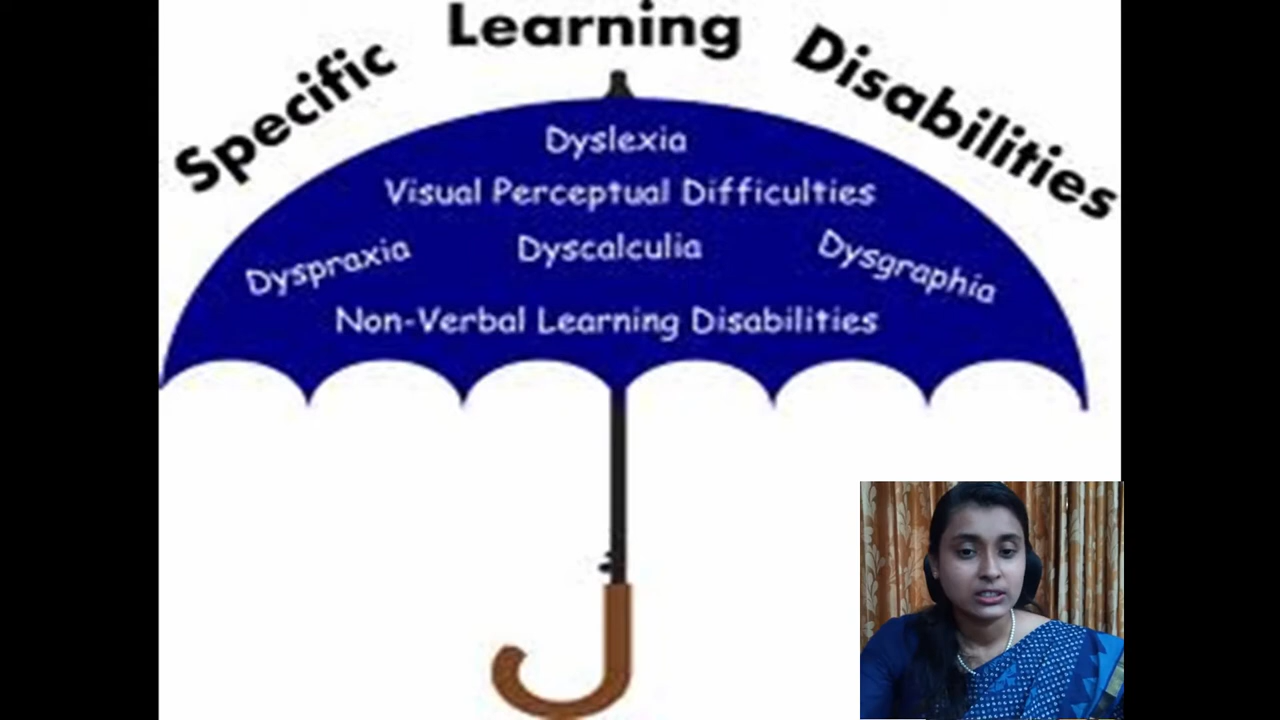 Specific Learning Disabilities
Dyslexia
Visual Perceptual Difficulties
Dyspraxia Dyscalculia Dysgraphia
Non-Verbal Learning Disabilities